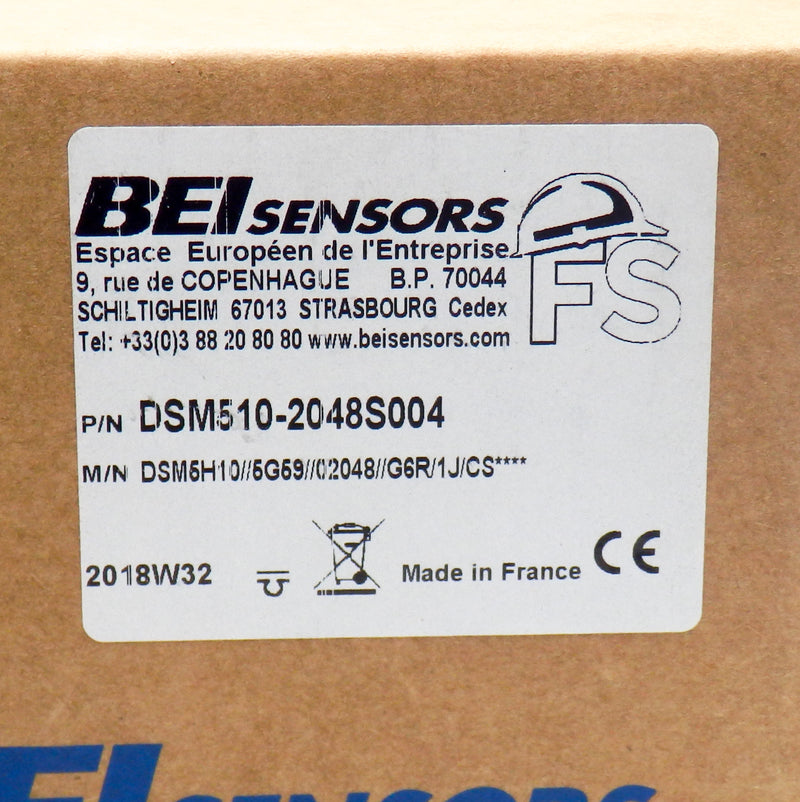 BEI SENSORS
FS
Espace Européen de l'Entreprise
9, rue de COPENHAGUE B.P. 70044
SCHILTIGHEIM 67013 STRASBOURG Cedex
Tel: +33(0)3 88 20 80 80 www.beisensors.com
P/N DSM510-2048S004
M/N DSM5H10//5G59//02048//G6R/1J/CS****
2018W32
Made in France CE
BEI SENSORS